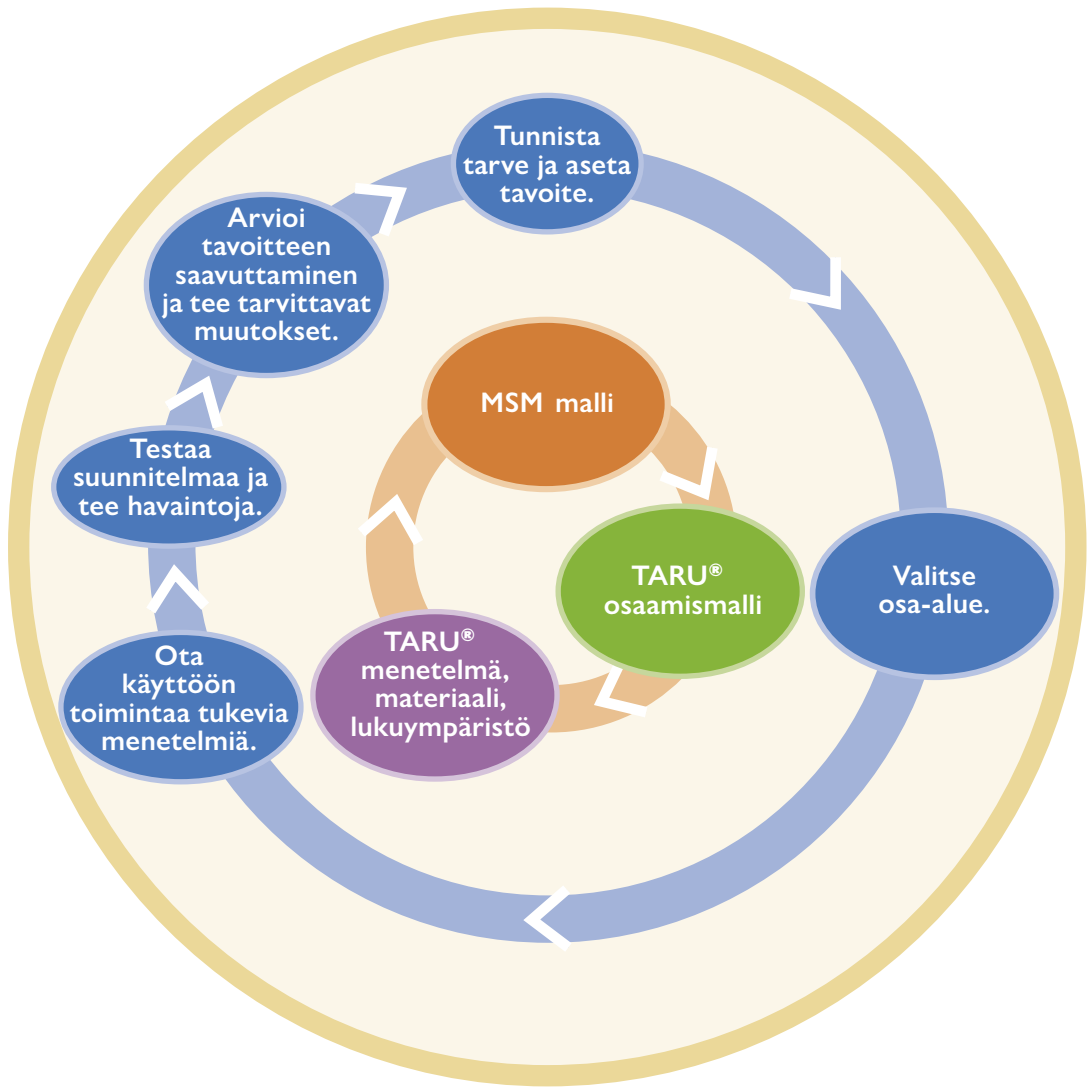 Tunnista
tarve ja aseta
tavoite.
Arvioi
tavoitteen
saavuttaminen
ja tee tarvittavat
muutokset.
MSM malli
Testaa
suunnitelmaa ja
tee havaintoja.
TARU®
osaamismalli
Valitse
osa-alue.
TARU®
menetelmä,
materiaali,
lukuympäristö
Ota
käyttöön
toimintaa tukevia
menetelmiä.